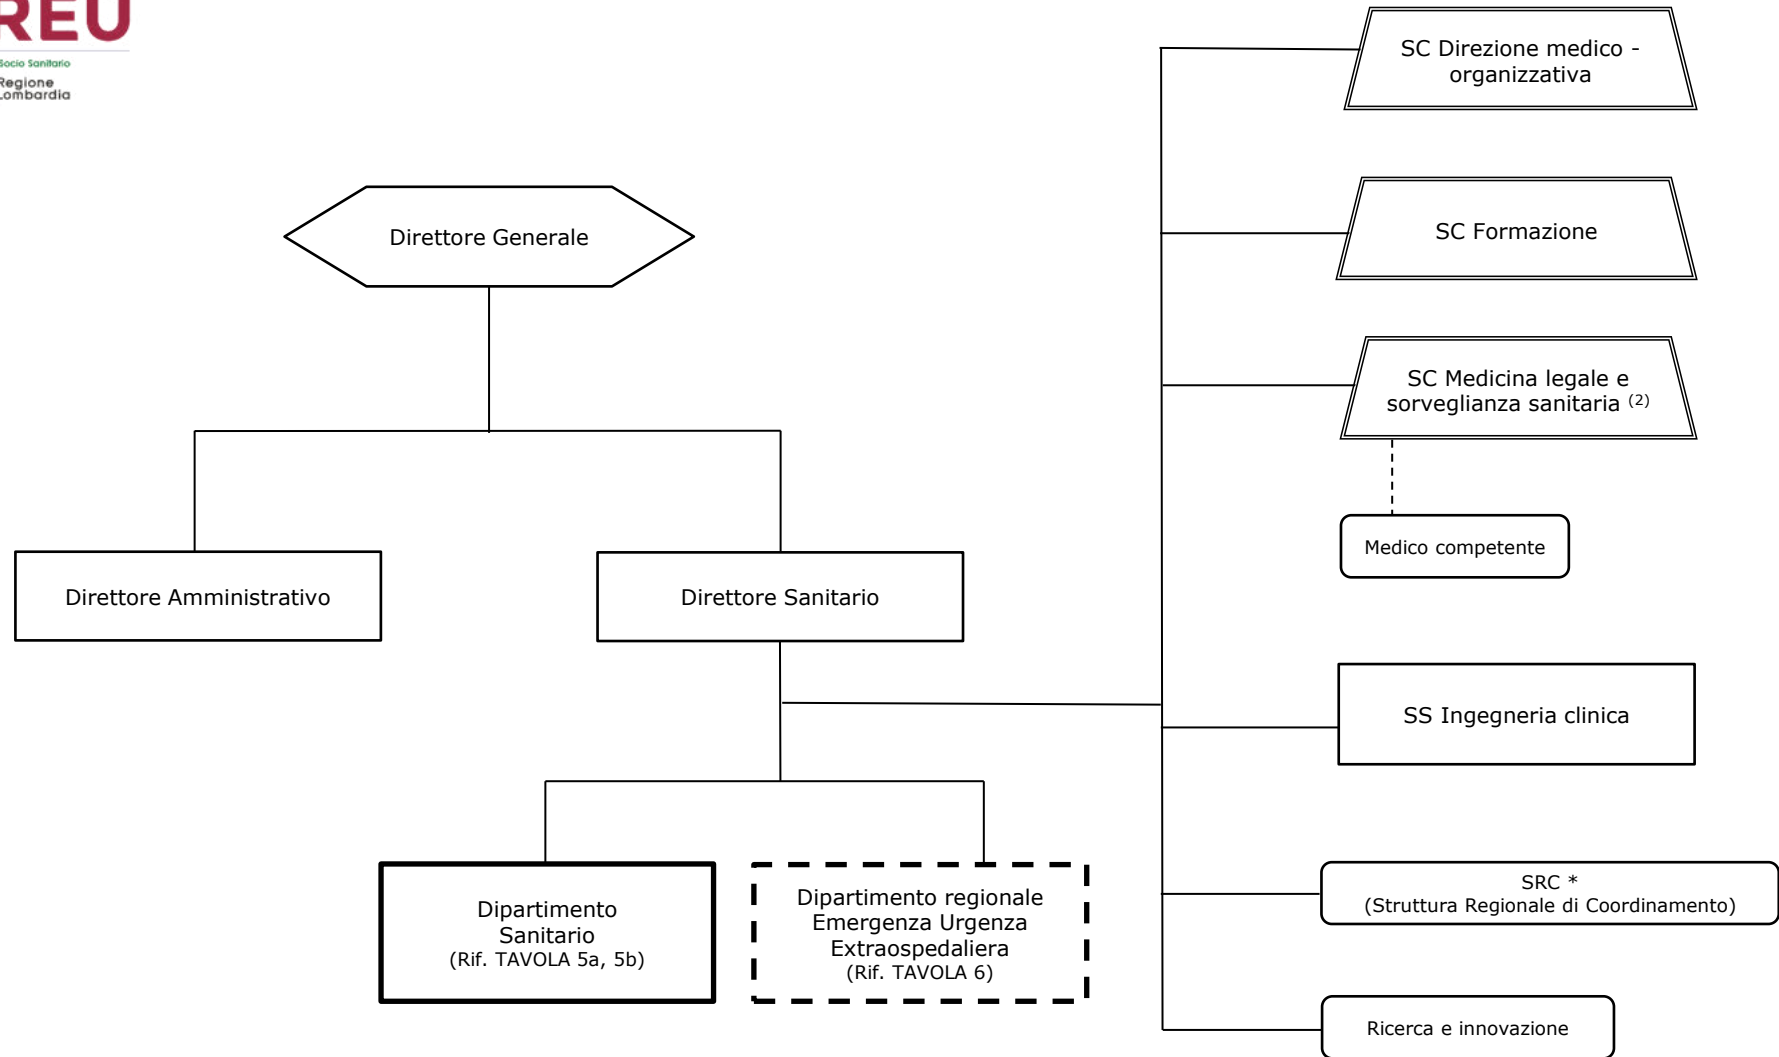 REU
Socio Sanitario
Regione
Lombardia
SC Direzione medico -
organizzativa
Direttore Generale
SC Formazione
SC Medicina legale e
sorveglianza sanitaria (2)
Medico competente
Direttore Amministrativo
Direttore Sanitario
SS Ingegneria clinica
Dipartimento
Sanitario
(Rif. TAVOLA 5a, 5b)
Dipartimento regionale
Emergenza Urgenza
Extraospedaliera
(Rif. TAVOLA 6)
SRC *
(Struttura Regionale di Coordinamento)
Ricerca e innovazione